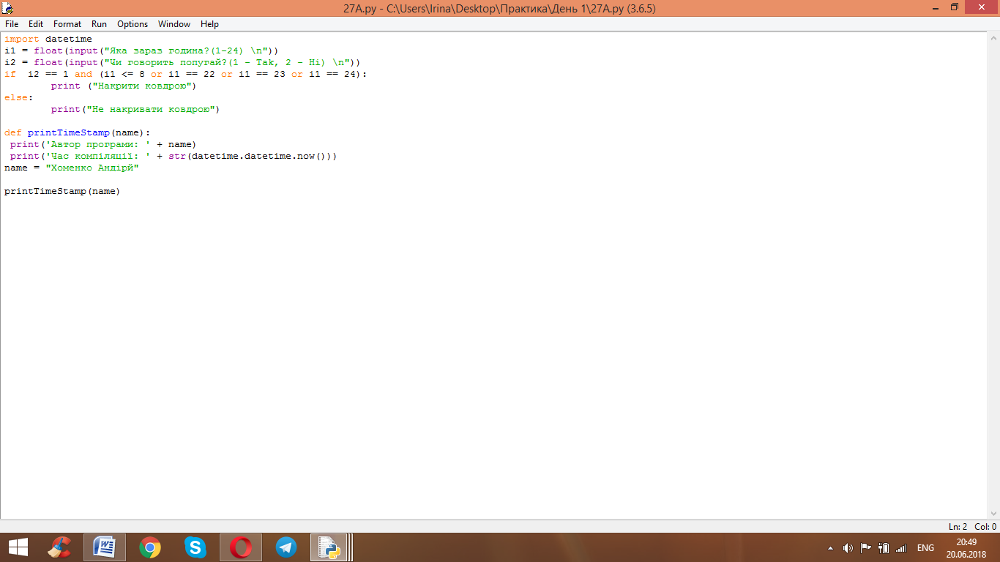 27A.py - C:\Users\Irina\Desktop\Практика\День 1\27A.py (3.6.5)
File Edit Format Run Options Window Help
import datetime
i1 = float(input("Яка зараз година?(1-24) \n"))
i2 = float(input("Чи говорить попугай?(1 - Tak, 2 - Hi) \n"))
if  i2 == 1 and (i1 <= 8 or i1 == 22 or i1 == 23 or i1 == 24):
        print ("Накрити ковдрою")
else:
        print("Не накривати ковдрою")
def printTimeStamp(name):
 print('Автор програми: ' + name)
 print('Час компіляції: ' + str(datetime.datetime.now()))
name = "Хоменко Андірй"
printTimeStamp(name)
Ln: 2 Col: 0
ENG
20:49
20.06.2018